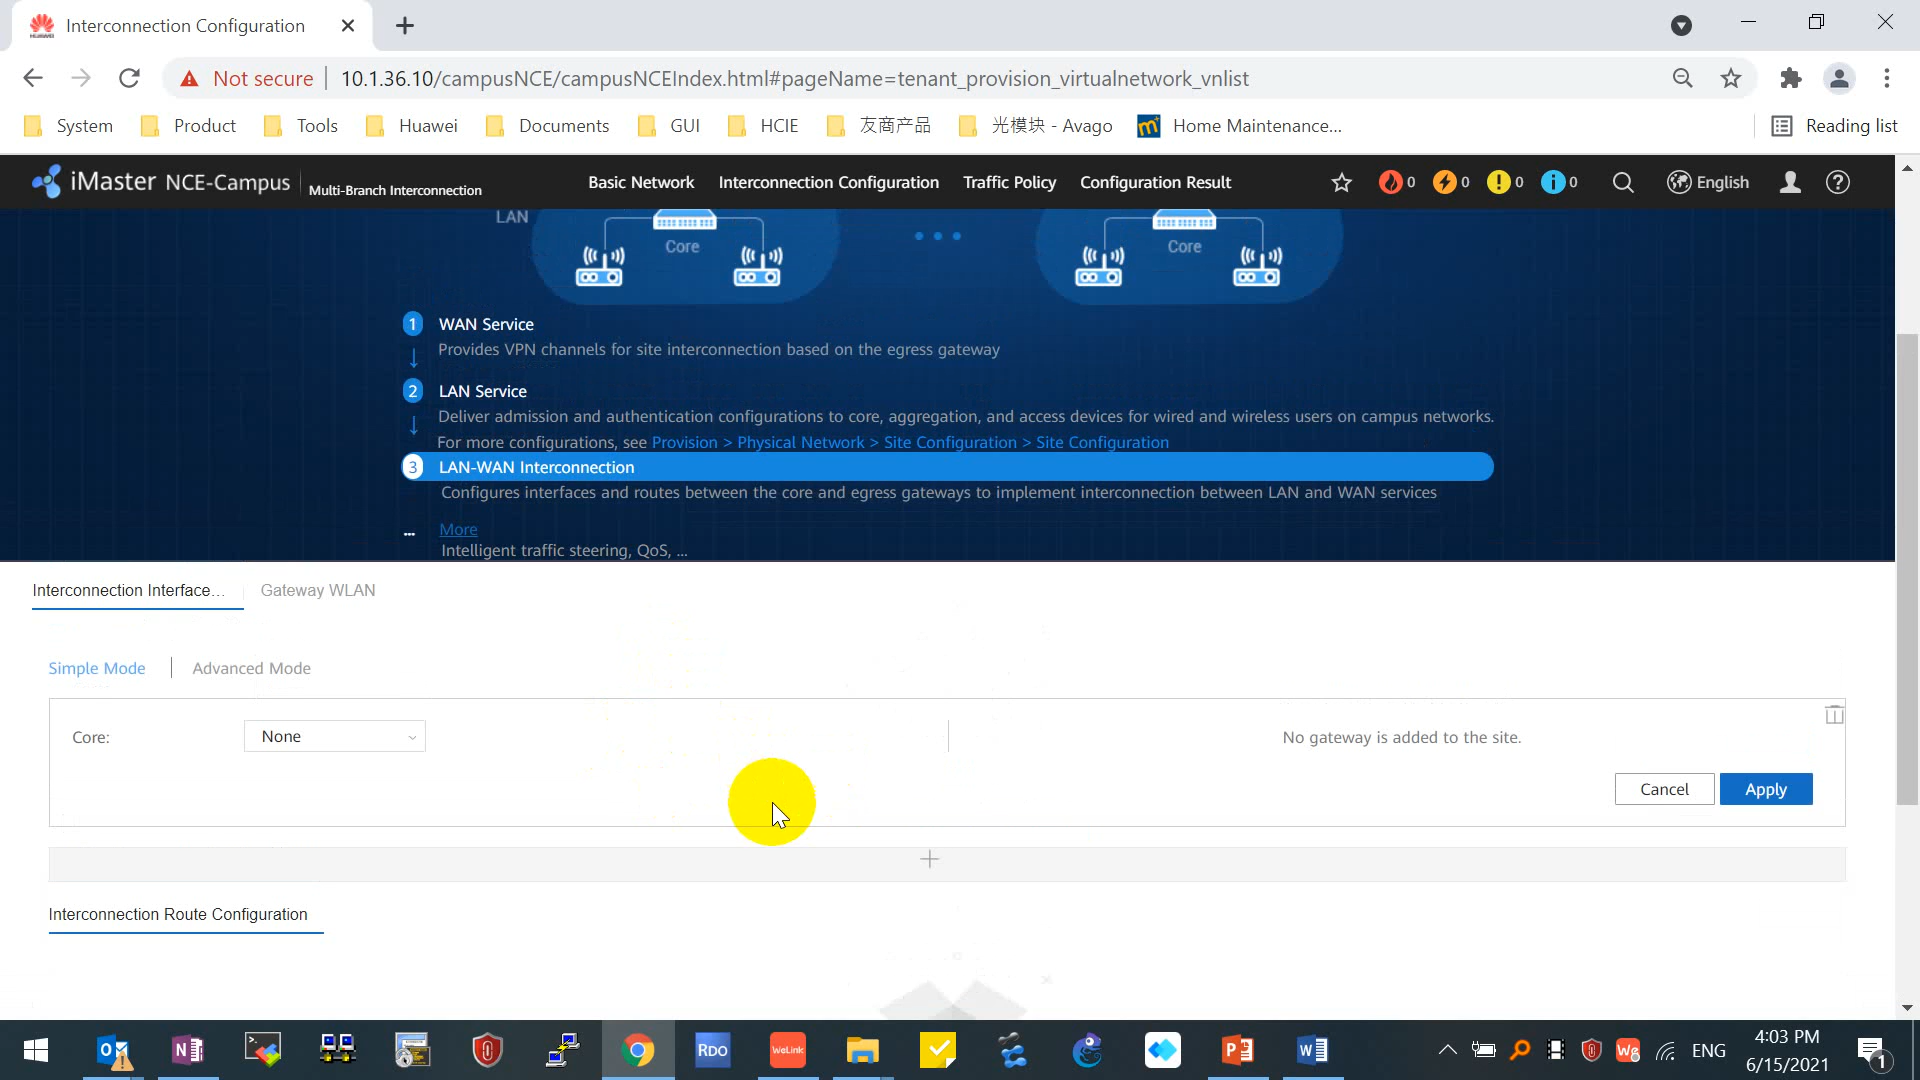 Interconnection Configuration
Not secure
10.1.36.10/campusNCE/campusNCEIndex.html#pageName=tenant_provision_virtualnetwork_vnlist
System
Product
Tools
Huawei
Documents
GUI
HCIE
友商产品
光模块 - Avago
Home Maintenance...
Reading list
iMaster NCE-Campus
Multi-Branch Interconnection
Basic Network
Interconnection Configuration
Traffic Policy
Configuration Result
0
0
0
0
English
LAN
Core
Core
1 WAN Service
Provides VPN channels for site interconnection based on the egress gateway
2 LAN Service
Deliver admission and authentication configurations to core, aggregation, and access devices for wired and wireless users on campus networks.
For more configurations, see Provision > Physical Network > Site Configuration > Site Configuration
3 LAN-WAN Interconnection
Configures interfaces and routes between the core and egress gateways to implement interconnection between LAN and WAN services
... More
Intelligent traffic steering, QoS, ...
Interconnection Interface...
Gateway WLAN
Simple Mode
Advanced Mode
Core:
None
No gateway is added to the site.
Cancel
Apply
Interconnection Route Configuration
RDO
WeLink
ENG
4:03 PM
6/15/2021
1